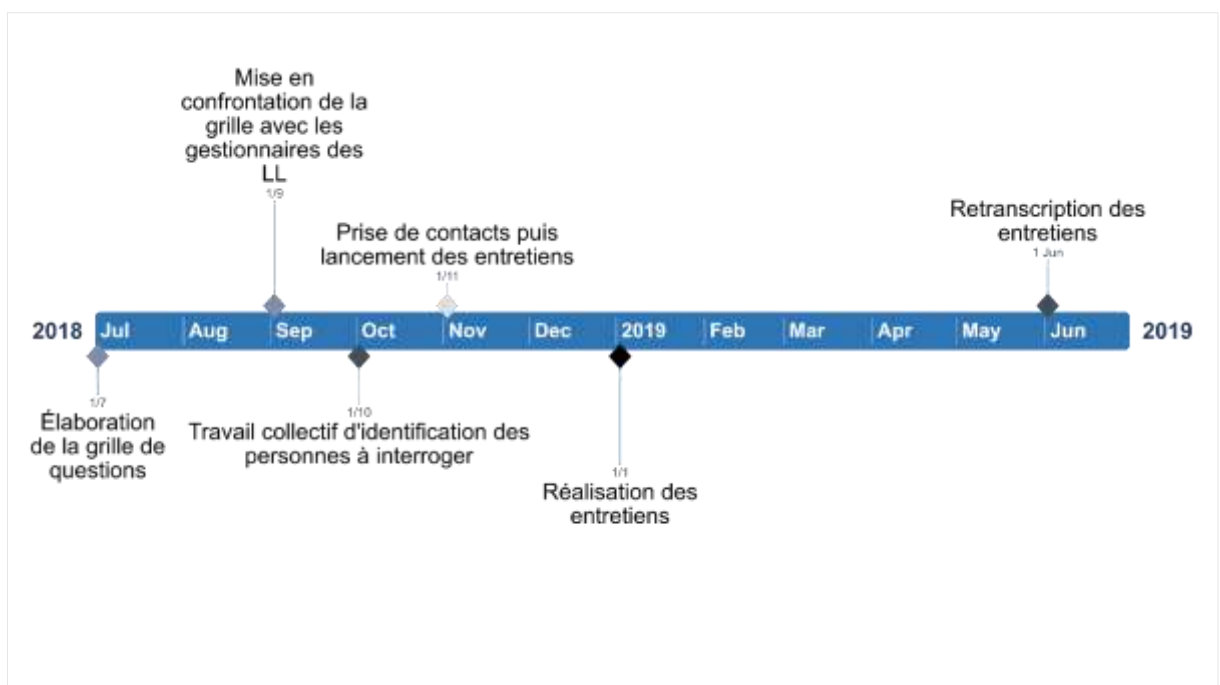 Mise en
confrontation de la
grille avec les
gestionnaires des
LL
1/9
Prise de contacts puis
lancement des entretiens
1/11
Retranscription des
entretiens
1 Jun
2018 Jul Aug Sep Oct Nov Dec 2019 Feb Mar Apr May Jun 2019
1/7
Élaboration
de la grille de
questions
1/10
Travail collectif d'identification des
personnes à interroger
1/1
Réalisation des
entretiens